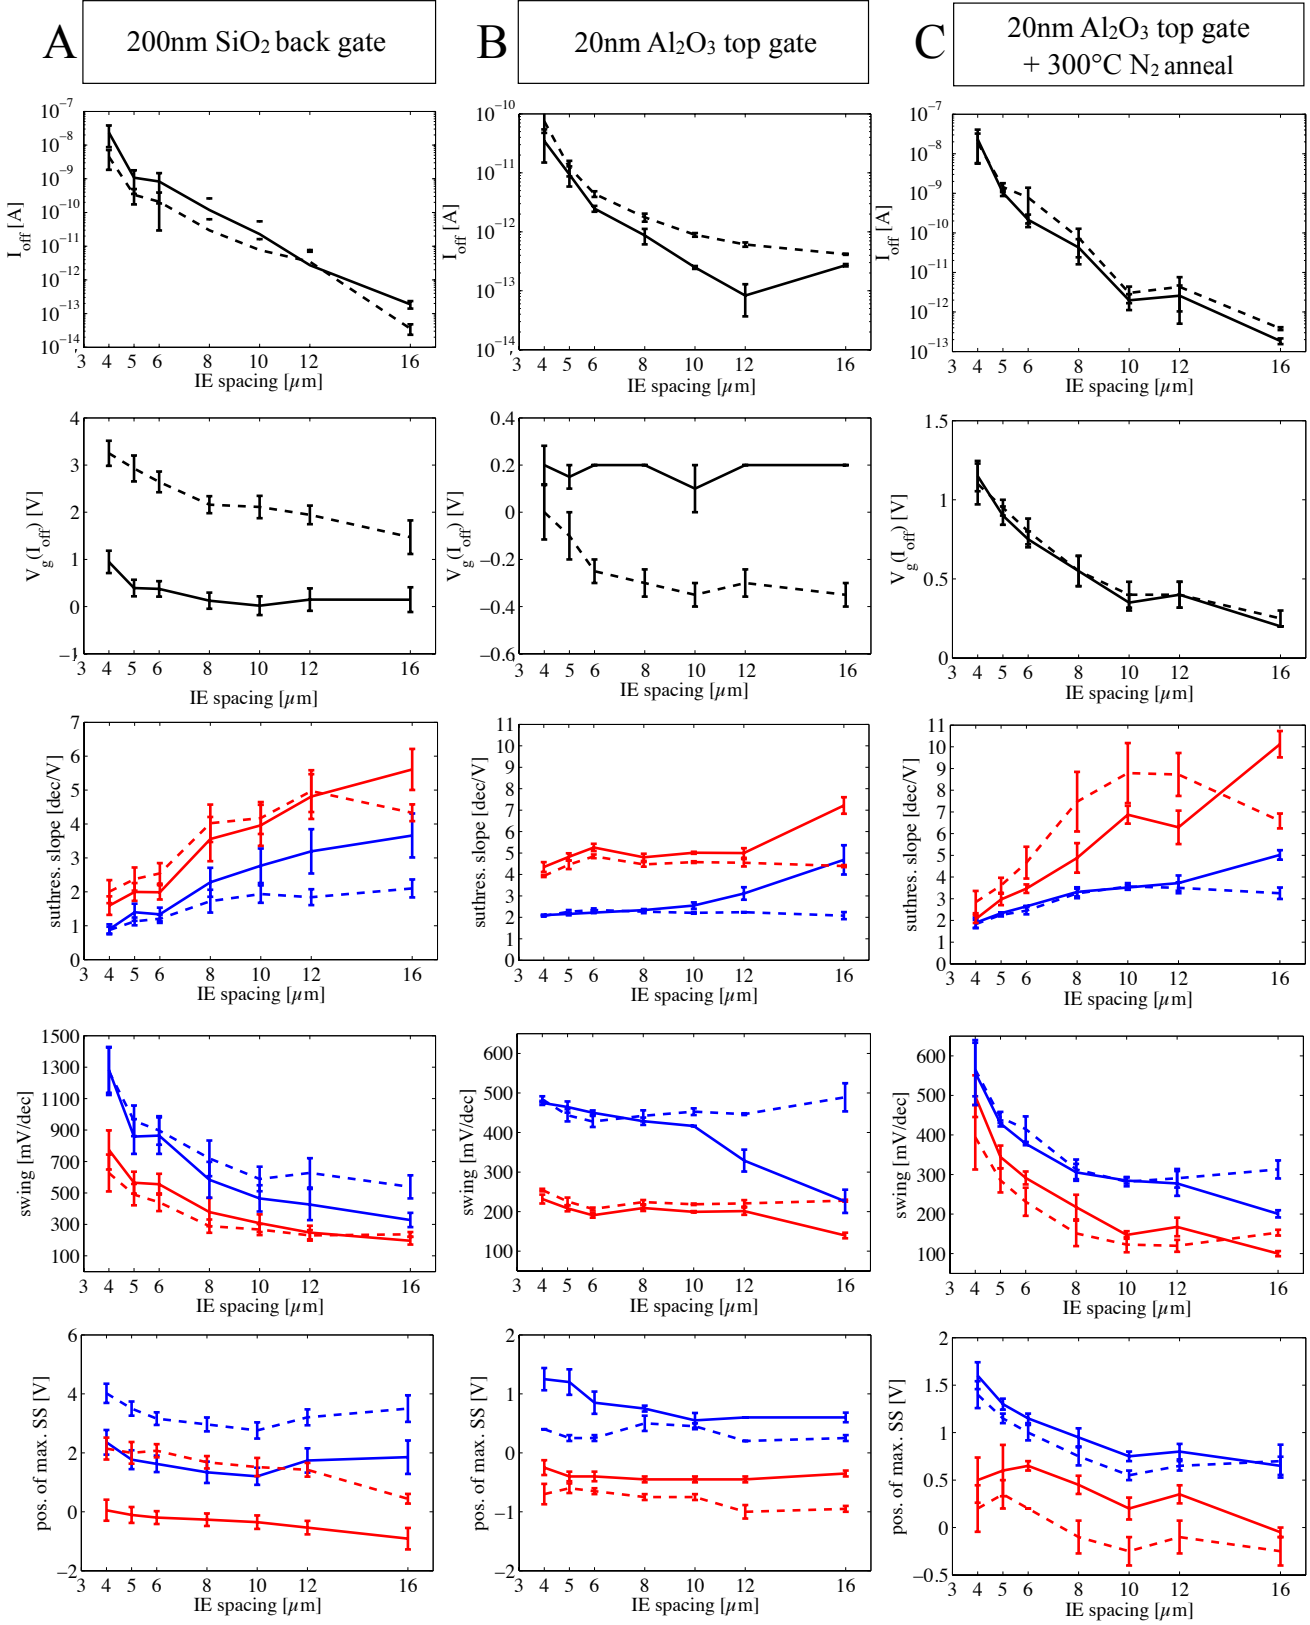 A
200nm SiO2 back gate
B
20nm Al2O3 top gate
C
20nm Al2O3 top gate
+ 300°C N2 anneal
10−7
10−8
10−9
10−10
10−11
10−12
10−13
10−14
Ioff [A]
3 4 5 6 8 10 12 16
IE spacing [µm]
10−10
10−11
10−12
10−13
10−14
Ioff [A]
3 4 5 6 8 10 12 16
IE spacing [µm]
10−7
10−8
10−9
10−10
10−11
10−12
10−13
Ioff [A]
3 4 5 6 8 10 12 16
IE spacing [µm]
4
3
2
1
0
−1
Vg(Ioff) [V]
3 4 5 6 8 10 12 16
IE spacing [µm]
0.4
0.2
0
−0.2
−0.4
−0.6
Vg(Ioff) [V]
3 4 5 6 8 10 12 16
IE spacing [µm]
1.5
1
0.5
0
Vg(Ioff) [V]
3 4 5 6 8 10 12 16
IE spacing [µm]
7
6
5
4
3
2
1
0
suthres. slope [dec/V]
3 4 5 6 8 10 12 16
IE spacing [µm]
11
10
9
8
7
6
5
4
3
2
1
0
suthres. slope [dec/V]
3 4 5 6 8 10 12 16
IE spacing [µm]
11
10
9
8
7
6
5
4
3
2
1
0
suthres. slope [dec/V]
3 4 5 6 8 10 12 16
IE spacing [µm]
1500
1300
1100
900
700
500
300
100
swing [mV/dec]
3 4 5 6 8 10 12 16
IE spacing [µm]
600
500
400
300
200
100
swing [mV/dec]
3 4 5 6 8 10 12 16
IE spacing [µm]
600
500
400
300
200
100
swing [mV/dec]
3 4 5 6 8 10 12 16
IE spacing [µm]
6
4
2
0
−2
pos. of max. SS [V]
3 4 5 6 8 10 12 16
IE spacing [µm]
2
1
0
−1
−2
pos. of max. SS [V]
3 4 5 6 8 10 12 16
IE spacing [µm]
2
1.5
1
0.5
0
−0.5
pos. of max. SS [V]
3 4 5 6 8 10 12 16
IE spacing [µm]